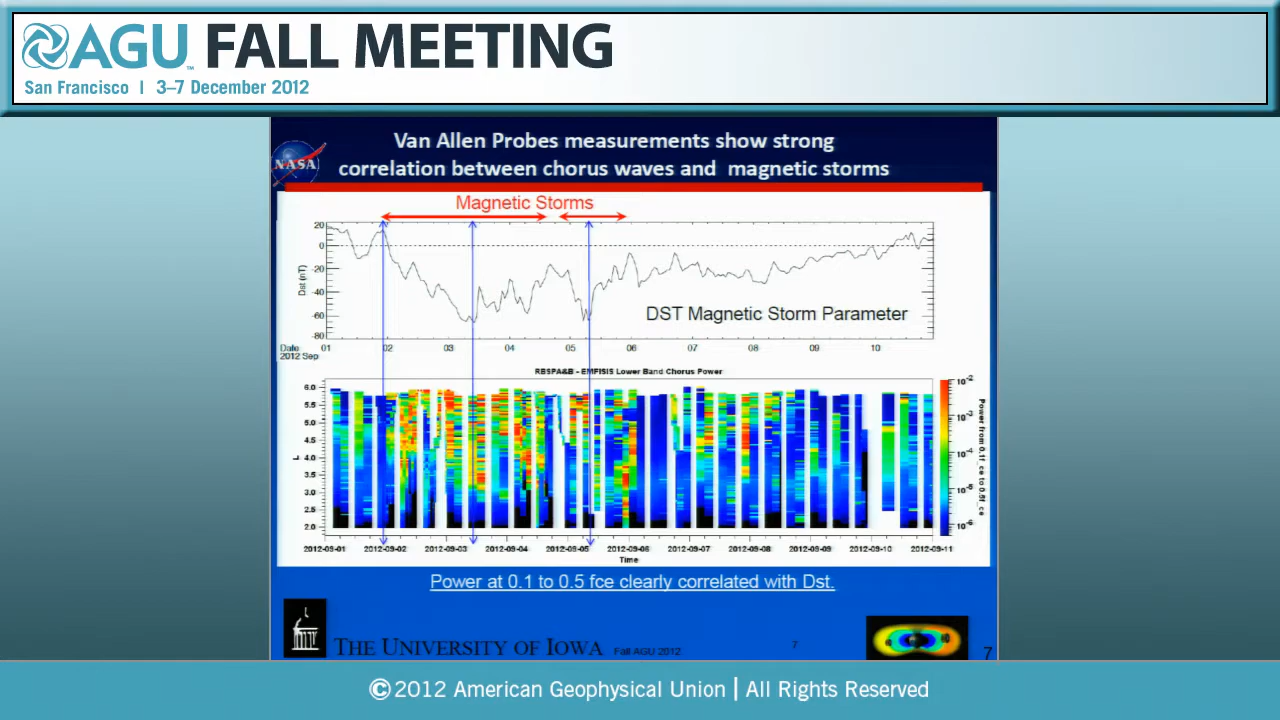 AGU™ FALL MEETING
San Francisco | 3–7 December 2012
Van Allen Probes measurements show strong
NASA
correlation between chorus waves and magnetic storms
Magnetic Storms
20
0
-20
-40
-60
-80
Dst (nT)
DST Magnetic Storm Parameter
Date 01 02 03 04 05 06 07 08 09 10
2012 Sep
RBSPA&B - EMFISIS Lower Band Chorus Power
6.0
5.5
5.0
4.5
4.0
3.5
3.0
2.5
2.0
L
10-2
10-3
10-4
10-5
10-6
Power from 0.1f_ce to 0.5f_ce
2012-09-01 2012-09-02 2012-09-03 2012-09-04 2012-09-05 2012-09-06 2012-09-07 2012-09-08 2012-09-09 2012-09-10 2012-09-11
Time
Power at 0.1 to 0.5 fce clearly correlated with Dst.
THE UNIVERSITY OF IOWA Fall AGU 2012 7
7
©2012 American Geophysical Union | All Rights Reserved